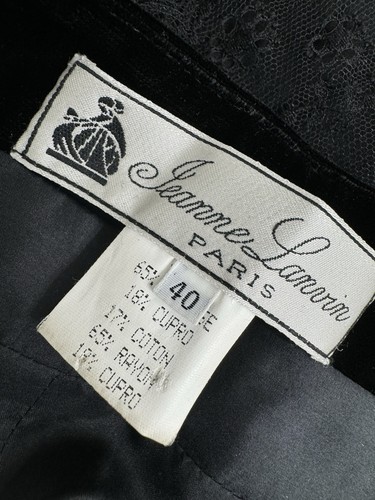 Jeanne Lanvin
PARIS
40
65%
18% CUPRO
17% COTON
65% RAYON
18% CUPRO